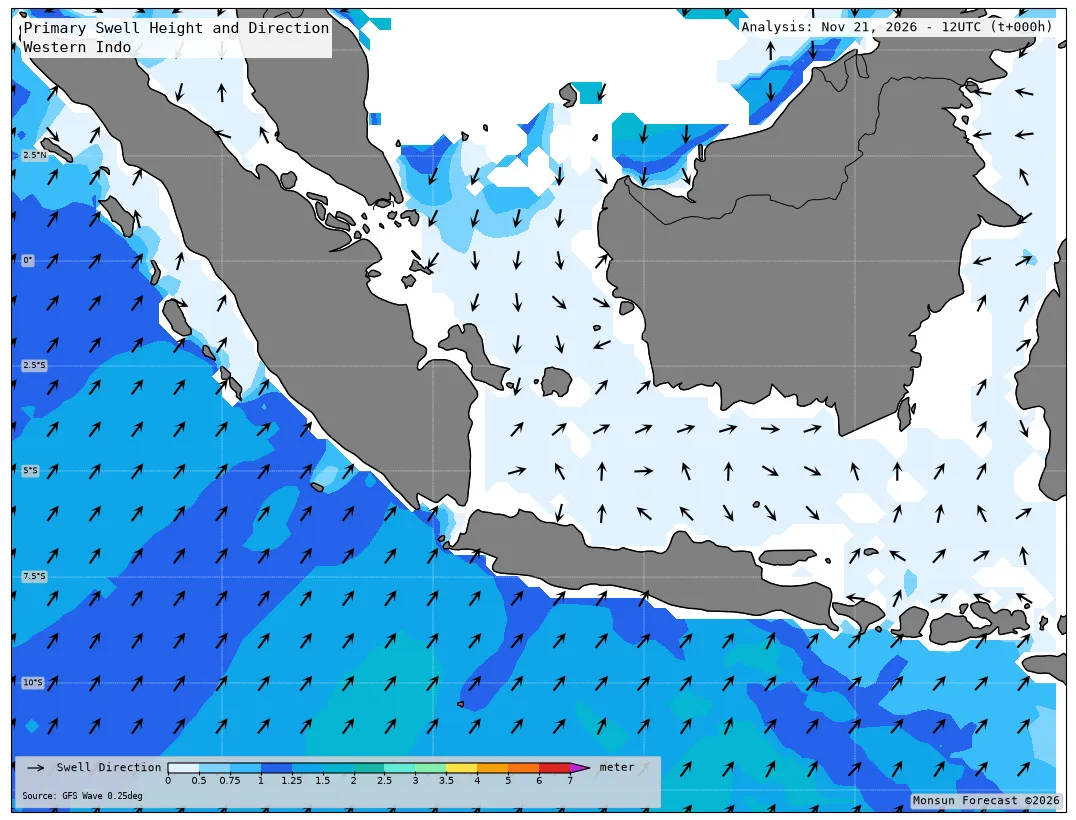 Primary Swell Height and Direction
Western Indo
Analysis: Nov 21, 2026 - 12UTC (t+000h)
2.5°N
0°
2.5°S
5°S
7.5°S
10°S
Swell Direction
0 0.5 0.75 1 1.25 1.5 2 2.5 3 3.5 4 5 6 7
meter
Source: GFS Wave 0.25deg
Monsun Forecast ©2026